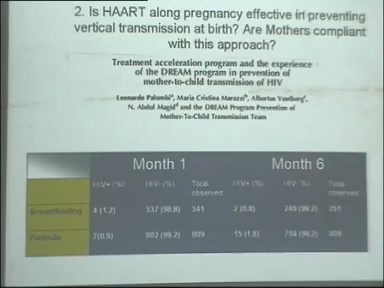 2. Is HAART along pregnancy effective in preventing
vertical transmission at birth? Are Mothers compliant
with this approach?
Treatment acceleration program and the experience
of the DREAM program in prevention of
mother-to-child transmission of HIV
Leonardo Palombi, Maria Cristina Marazzi, Albertus Voetberg,
N. Abdul Magid and the DREAM Program Prevention of
Mother-To-Child Transmission Team
Month 1 Month 6
HIV+ (%) HIV- (%) Total observed HIV+ (%) HIV- (%) Total observed
Breastfeeding 4 (1.2) 337 (98.8) 341 2 (0.8) 249 (99.2) 251
Formula 7(0.9) 802 (99.2) 809 15 (1.8) 794 (98.2)